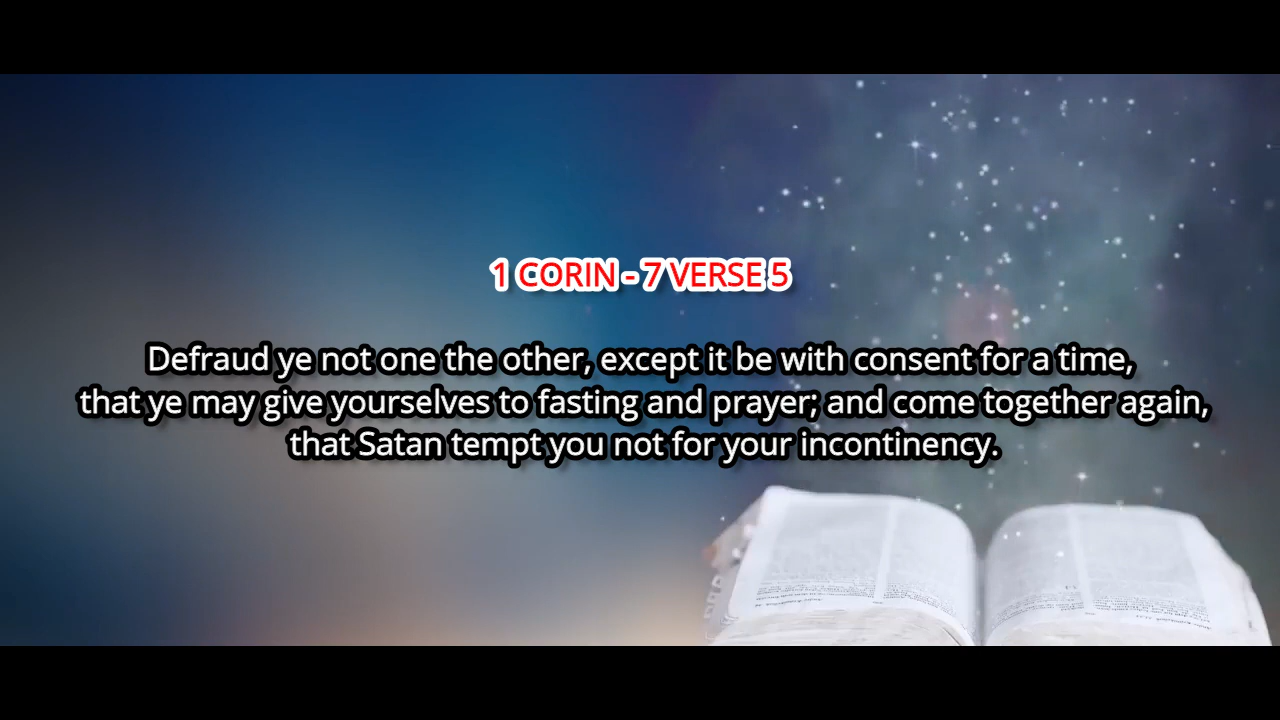 1 CORIN - 7 VERSE 5
Defraud ye not one the other, except it be with consent for a time,
that ye may give yourselves to fasting and prayer; and come together again,
that Satan tempt you not for your incontinency.